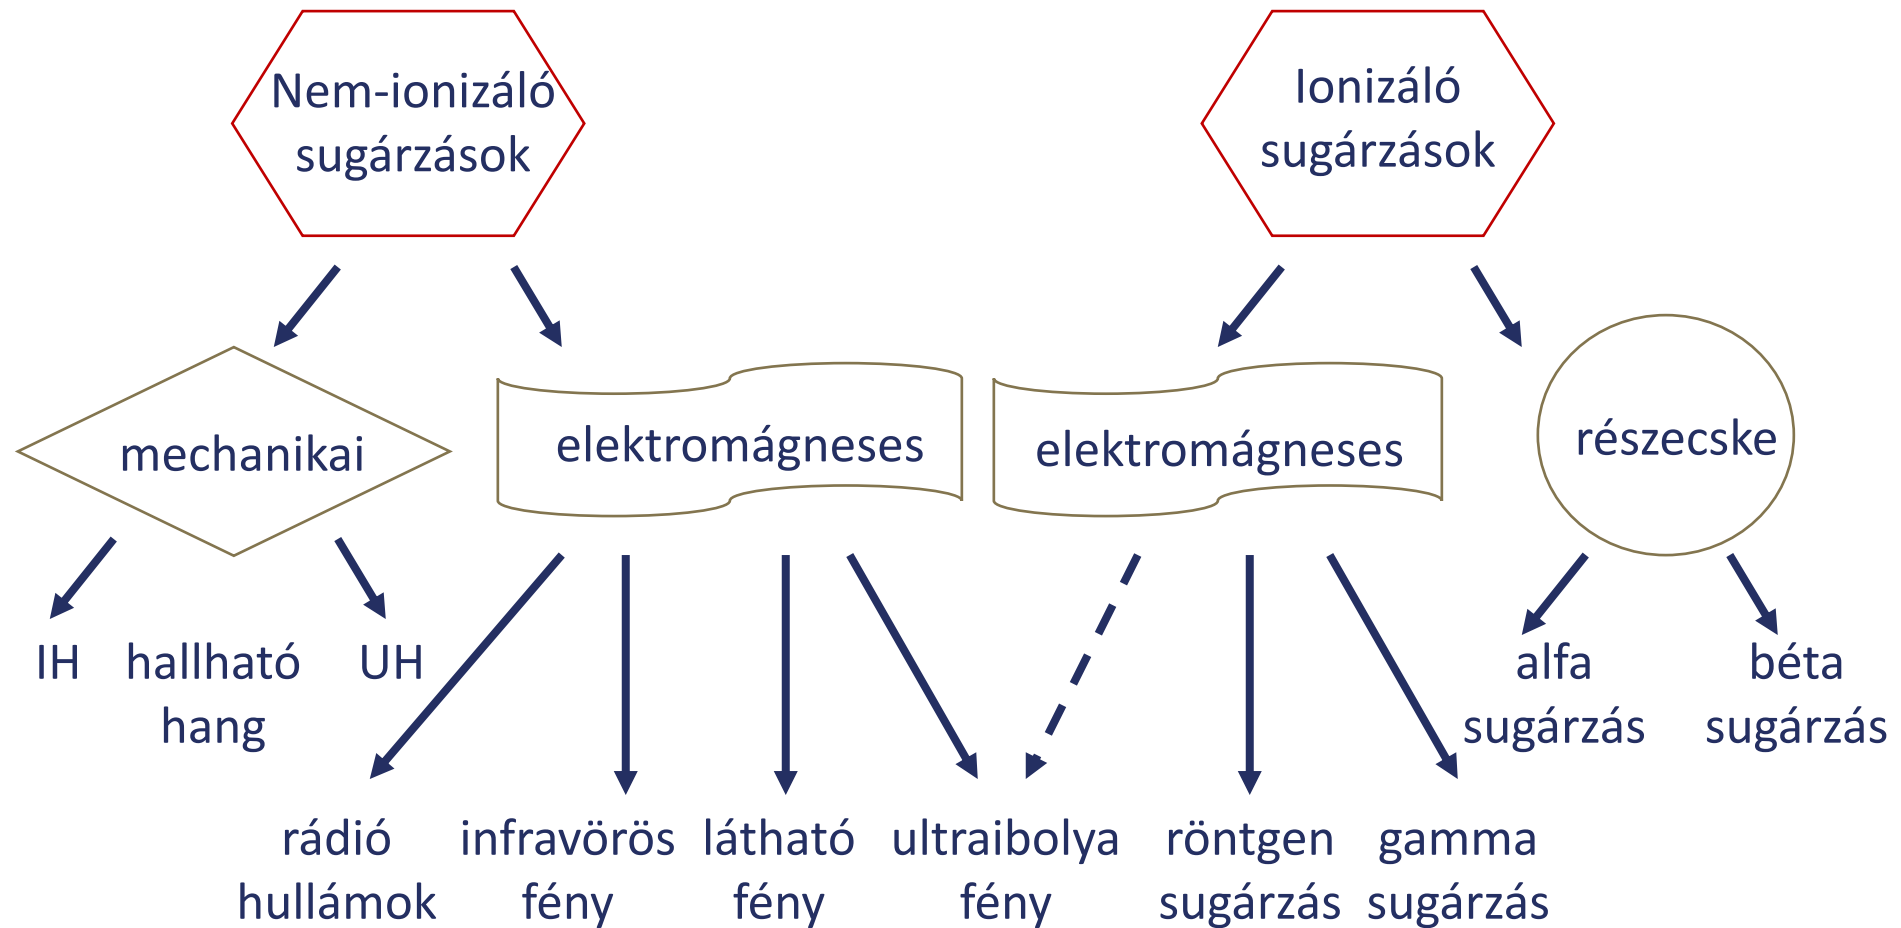 Nem-ionizáló
sugárzások
Ionizáló
sugárzások
mechanikai
elektromágneses
elektromágneses
részecske
IH
hallható
hang
UH
alfa
sugárzás
béta
sugárzás
rádió
hullámok
infravörös
fény
látható
fény
ultraibolya
fény
röntgen
sugárzás
gamma
sugárzás